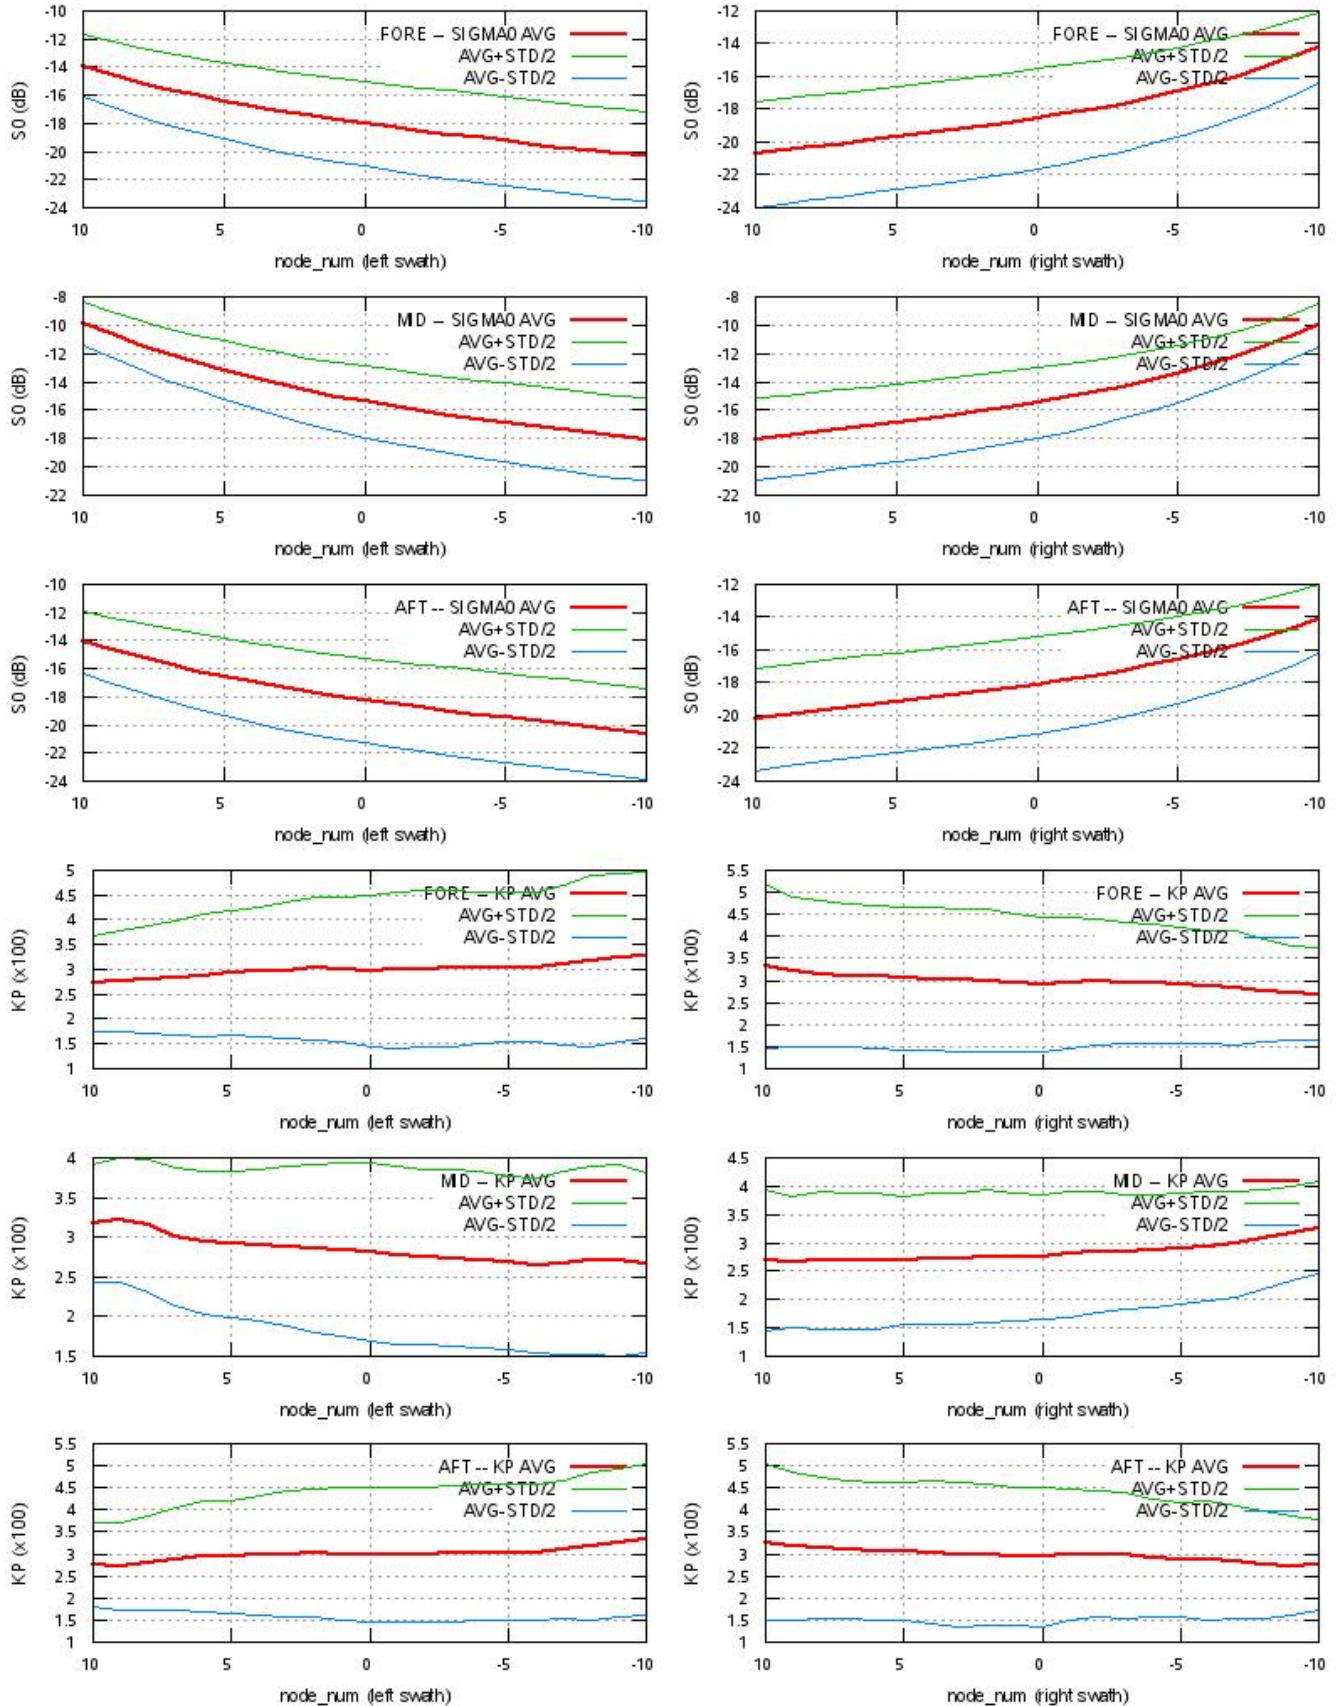 -10
-12
-14
-16
-18
-20
-22
-24
S0 (dB)
FORE -- SIGMA0 AVG
AVG+STD/2
AVG-STD/2
10 5 0 -5 -10
node_num (left swath)
-12
-14
-16
-18
-20
-22
-24
S0 (dB)
FORE -- SIGMA0 AVG
AVG+STD/2
AVG-STD/2
10 5 0 -5 -10
node_num (right swath)
-8
-10
-12
-14
-16
-18
-20
-22
S0 (dB)
MID -- SIGMA0 AVG
AVG+STD/2
AVG-STD/2
10 5 0 -5 -10
node_num (left swath)
-8
-10
-12
-14
-16
-18
-20
-22
S0 (dB)
MID -- SIGMA0 AVG
AVG+STD/2
AVG-STD/2
10 5 0 -5 -10
node_num (right swath)
-10
-12
-14
-16
-18
-20
-22
-24
S0 (dB)
AFT -- SIGMA0 AVG
AVG+STD/2
AVG-STD/2
10 5 0 -5 -10
node_num (left swath)
-12
-14
-16
-18
-20
-22
-24
S0 (dB)
AFT -- SIGMA0 AVG
AVG+STD/2
AVG-STD/2
10 5 0 -5 -10
node_num (right swath)
5
4.5
4
3.5
3
2.5
2
1.5
1
KP (x100)
FORE -- KP AVG
AVG+STD/2
AVG-STD/2
10 5 0 -5 -10
node_num (left swath)
5.5
5
4.5
4
3.5
3
2.5
2
1.5
1
KP (x100)
FORE -- KP AVG
AVG+STD/2
AVG-STD/2
10 5 0 -5 -10
node_num (right swath)
4
3.5
3
2.5
2
1.5
KP (x100)
MID -- KP AVG
AVG+STD/2
AVG-STD/2
10 5 0 -5 -10
node_num (left swath)
4.5
4
3.5
3
2.5
2
1.5
1
KP (x100)
MID -- KP AVG
AVG+STD/2
AVG-STD/2
10 5 0 -5 -10
node_num (right swath)
5.5
5
4.5
4
3.5
3
2.5
2
1.5
1
KP (x100)
AFT -- KP AVG
AVG+STD/2
AVG-STD/2
10 5 0 -5 -10
node_num (left swath)
5.5
5
4.5
4
3.5
3
2.5
2
1.5
1
KP (x100)
AFT -- KP AVG
AVG+STD/2
AVG-STD/2
10 5 0 -5 -10
node_num (right swath)